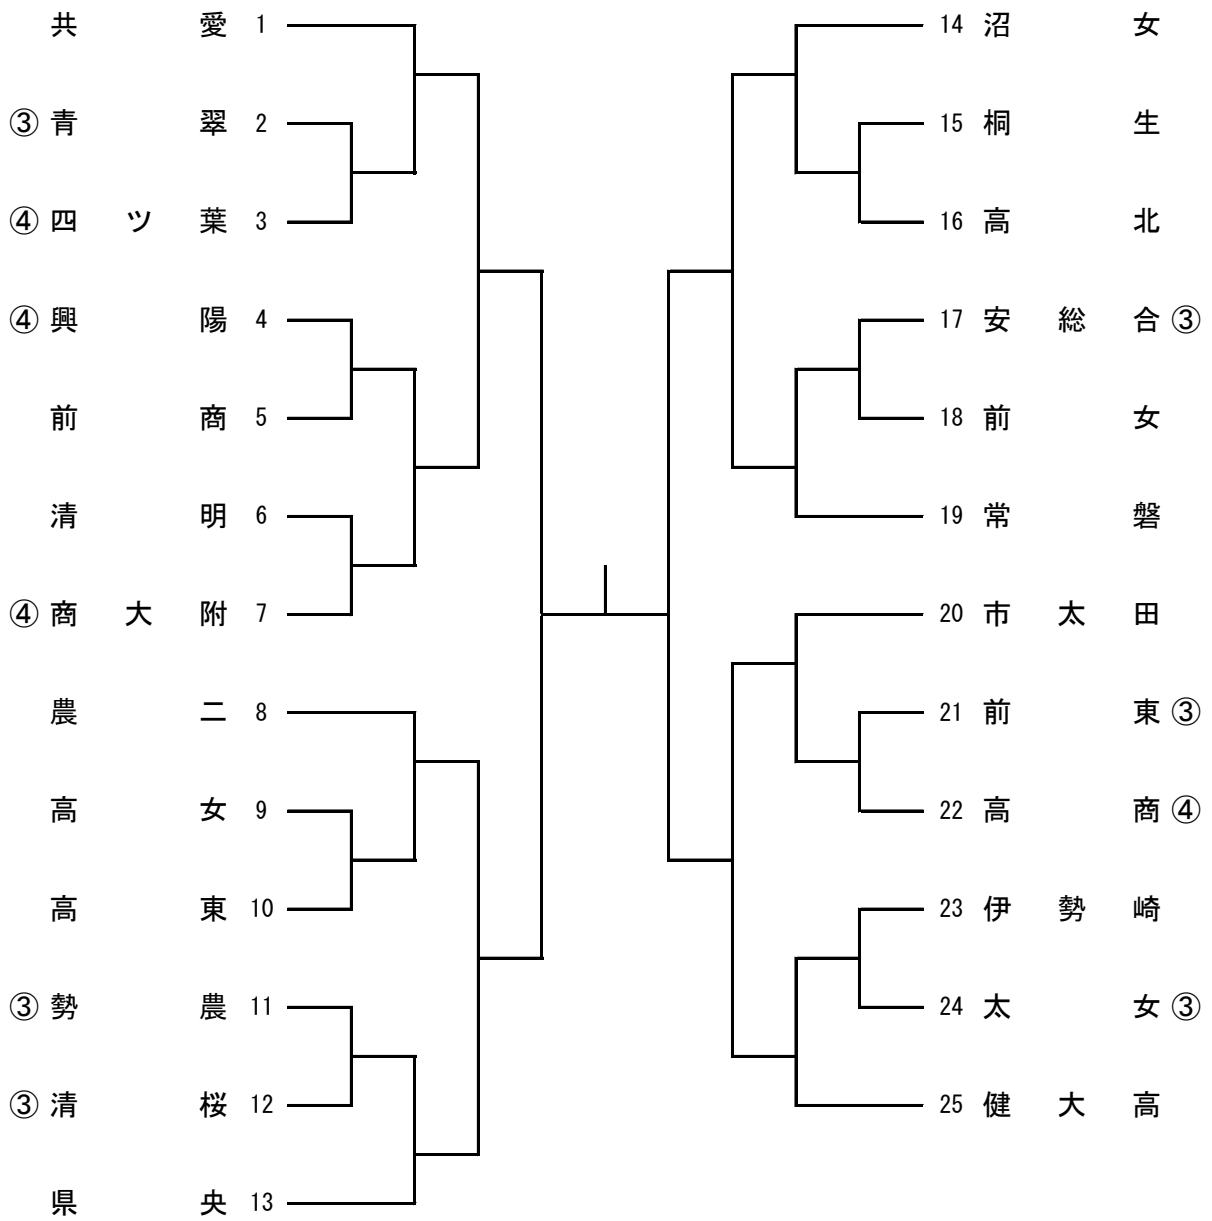 共愛 1
③ 青翠 2
④ 四ツ葉 3
④ 興陽 4
前商 5
清明 6
④ 商大附 7
農二 8
高女 9
高東 10
③ 勢農 11
③ 清桜 12
県央 13
14 沼女
15 桐生
16 高北
17 安総合 ③
18 前女
19 常磐
20 市太田
21 前東 ③
22 高商 ④
23 伊勢崎
24 太女 ③
25 健大高